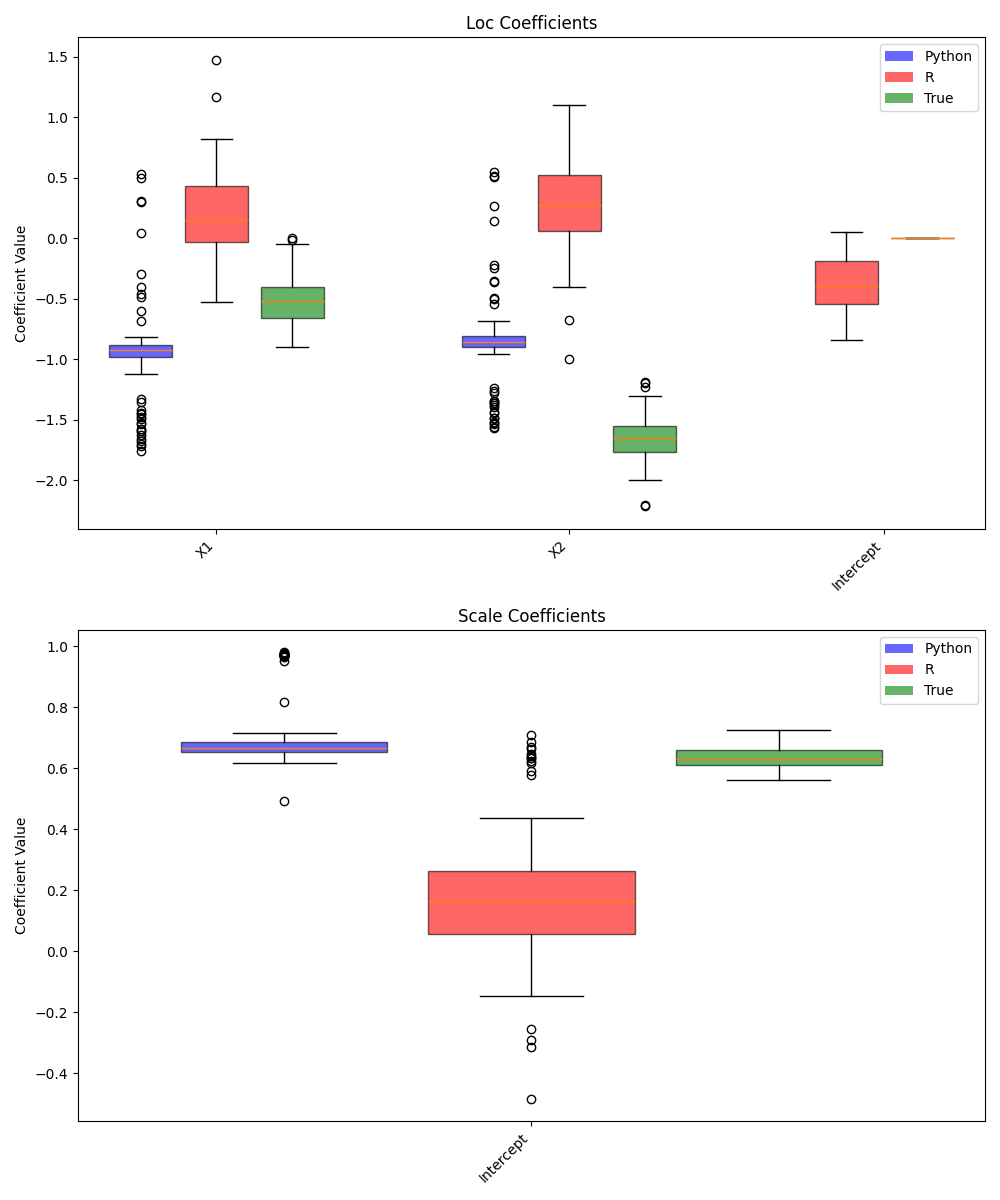 Loc Coefficients
Coefficient Value
1.5
1.0
0.5
0.0
−0.5
−1.0
−1.5
−2.0
Python
R
True
X1
X2
Intercept
Scale Coefficients
Coefficient Value
1.0
0.8
0.6
0.4
0.2
0.0
−0.2
−0.4
Python
R
True
Intercept